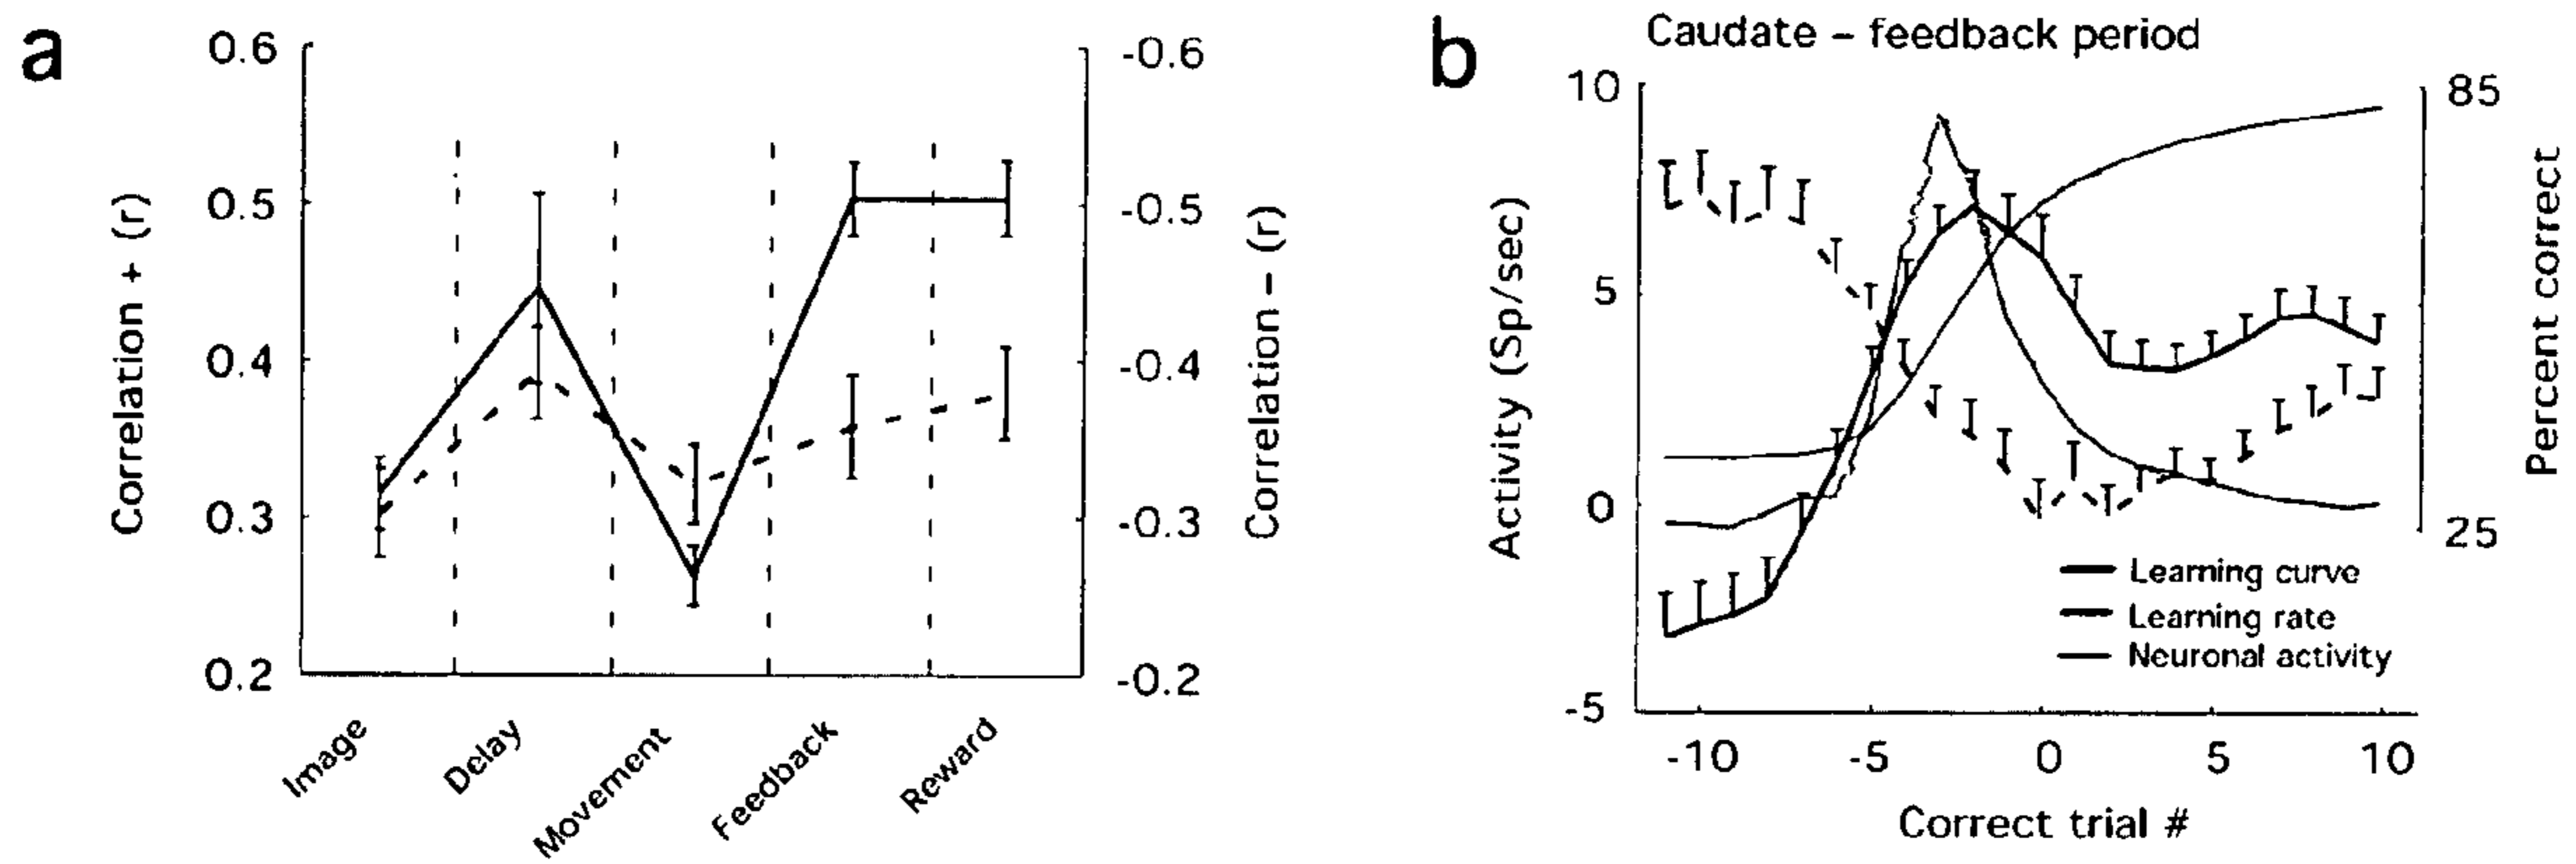 a
Correlation + (r)
0.6
0.5
0.4
0.3
0.2
-0.6
-0.5
-0.4
-0.3
-0.2
Correlation – (r)
Image
Delay
Movement
Feedback
Reward
b
Caudate – feedback period
Activity (Sp/sec)
10
5
0
-5
85
25
Percent correct
Learning curve
Learning rate
Neuronal activity
-10
-5
0
5
10
Correct trial #